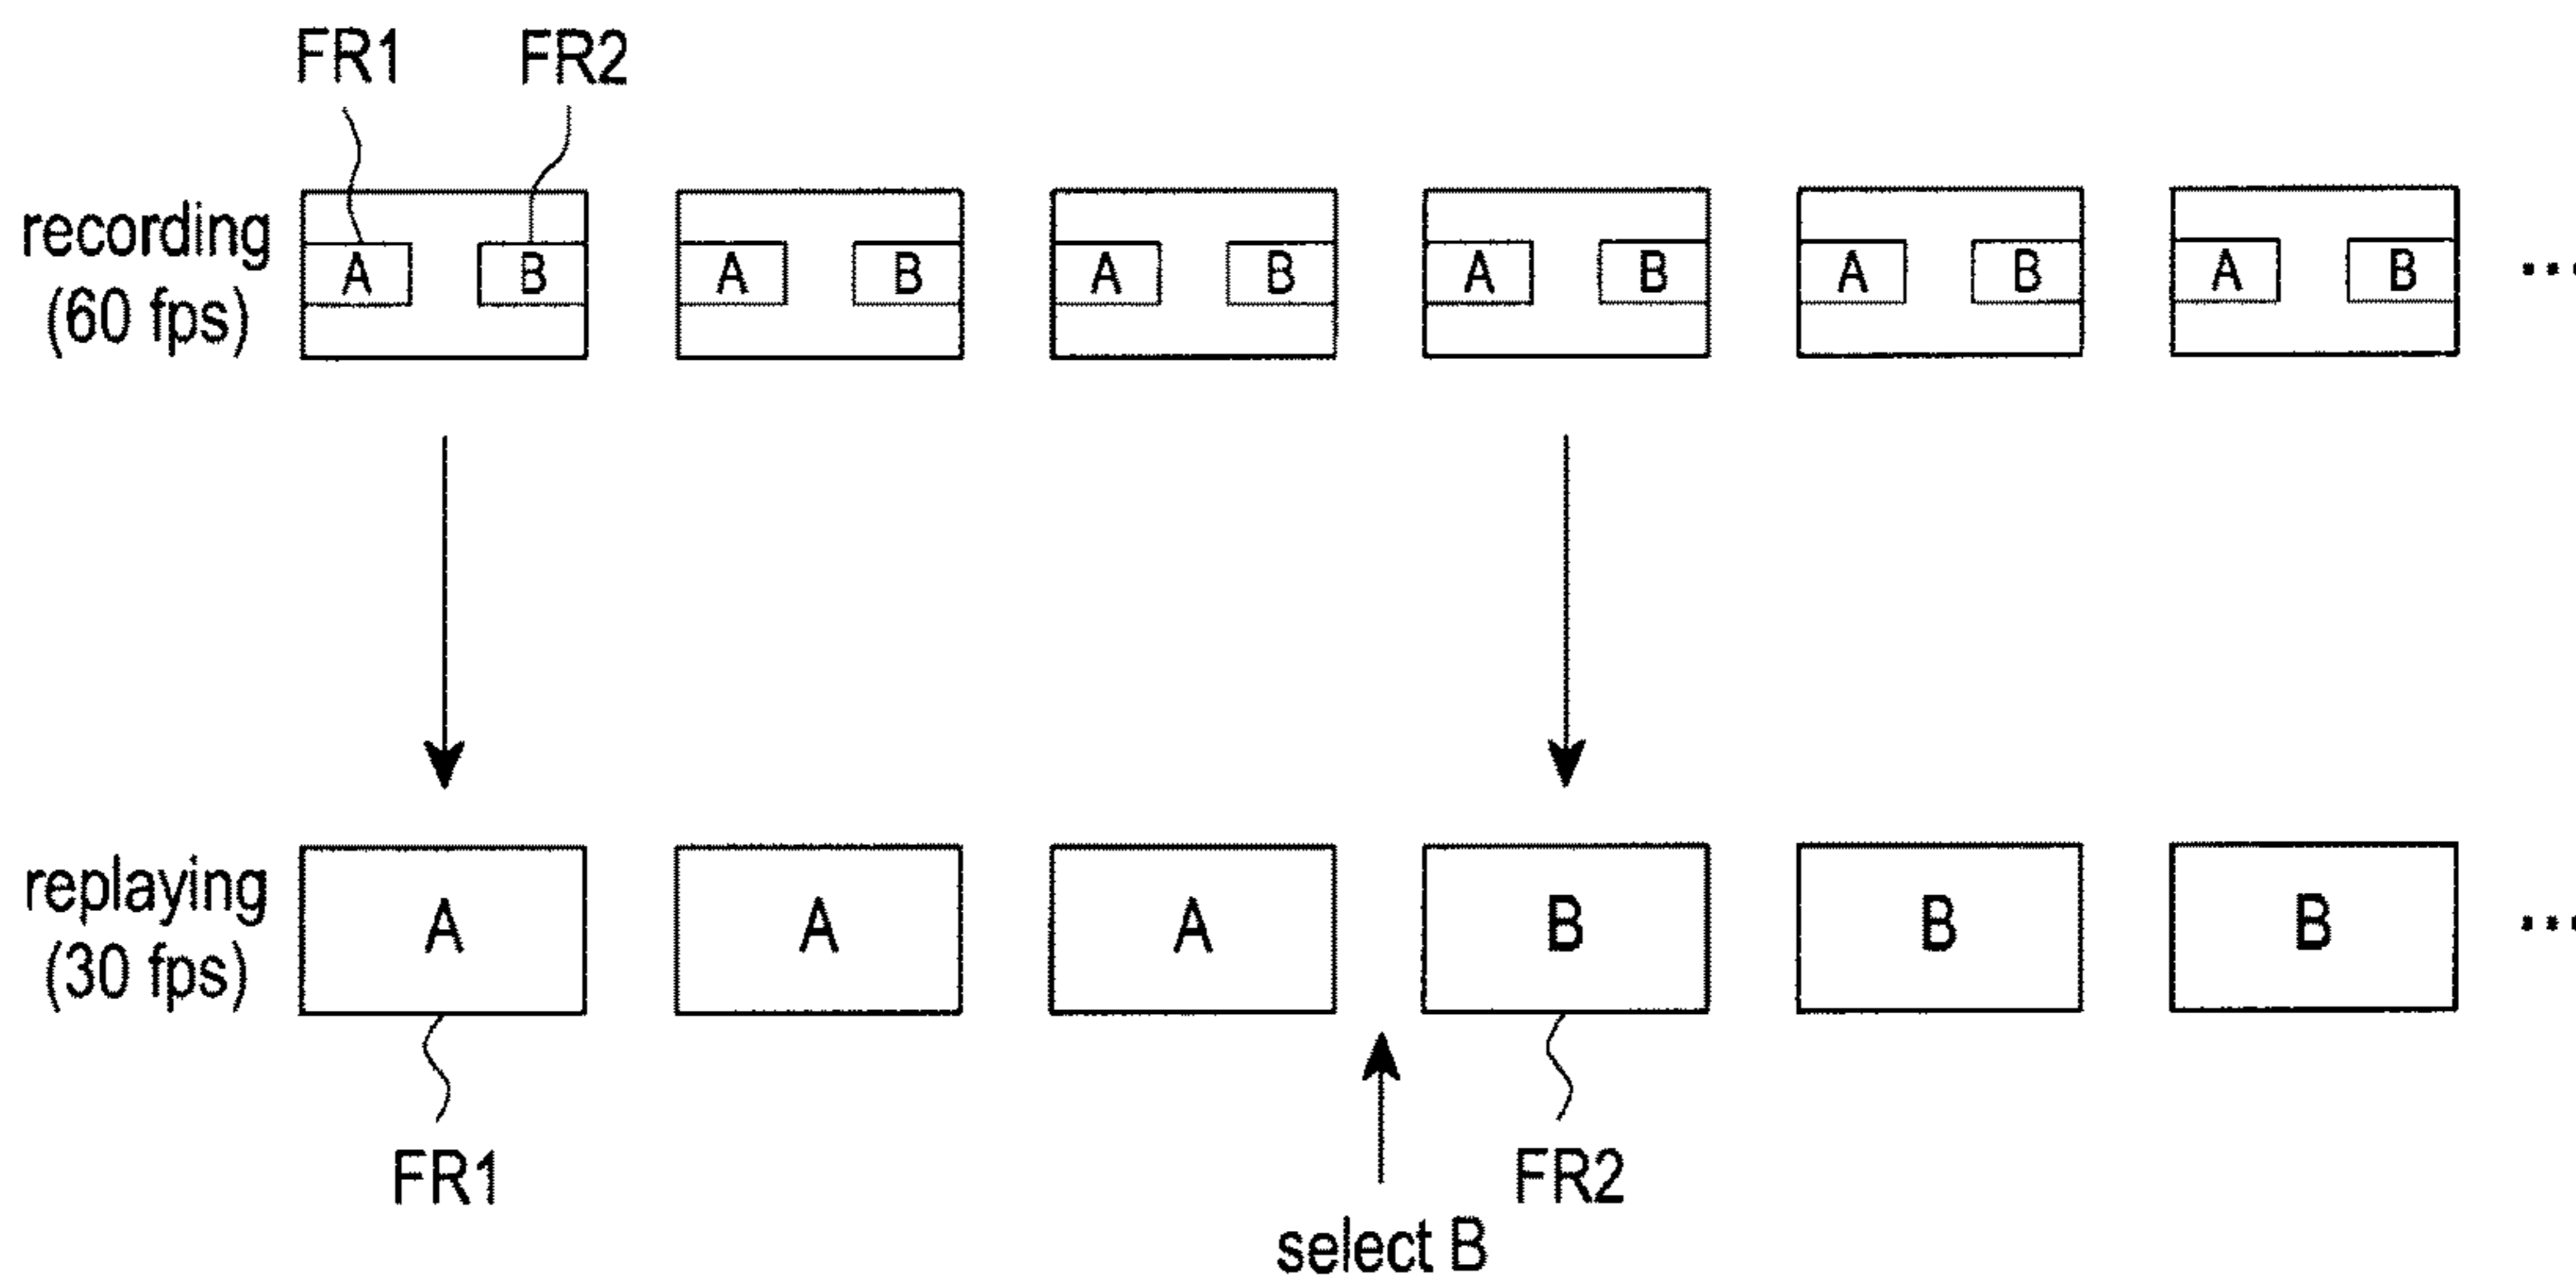 FR1 FR2
recording
(60 fps)
A B A B A B A B A B A B ...
replaying
(30 fps)
A A A B B B ...
FR1 FR2
select B